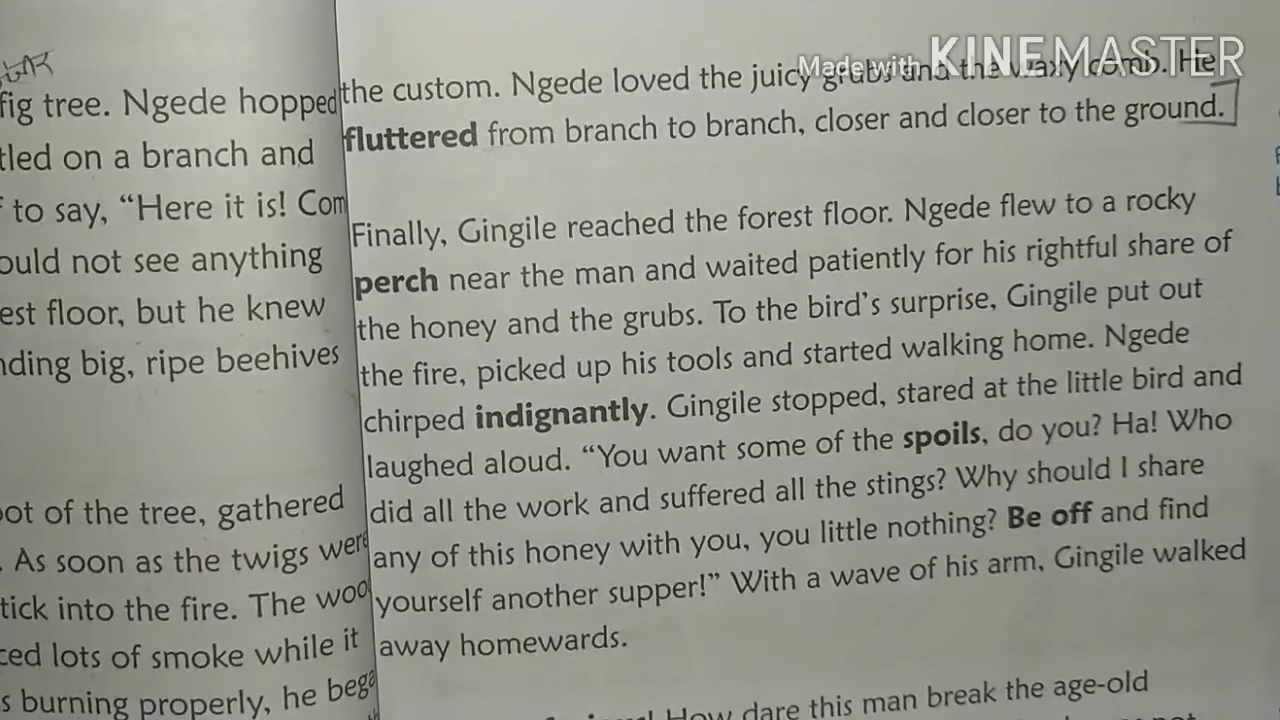 fig tree. Ngede hopped
tled on a branch and
to say, “Here it is! Com
ould not see anything
est floor, but he knew
nding big, ripe beehives
oot of the tree, gathered
. As soon as the twigs were
tick into the fire. The woo
ced lots of smoke while it
s burning properly, he bega
Made with KINEMASTER
the custom. Ngede loved the juicy grubs and the waxy comb. He
fluttered from branch to branch, closer and closer to the ground.
Finally, Gingile reached the forest floor. Ngede flew to a rocky
perch near the man and waited patiently for his rightful share of
the honey and the grubs. To the bird’s surprise, Gingile put out
the fire, picked up his tools and started walking home. Ngede
chirped indignantly. Gingile stopped, stared at the little bird and
laughed aloud. “You want some of the spoils, do you? Ha! Who
did all the work and suffered all the stings? Why should I share
any of this honey with you, you little nothing? Be off and find
yourself another supper!” With a wave of his arm, Gingile walked
away homewards.
! How dare this man break the age-old